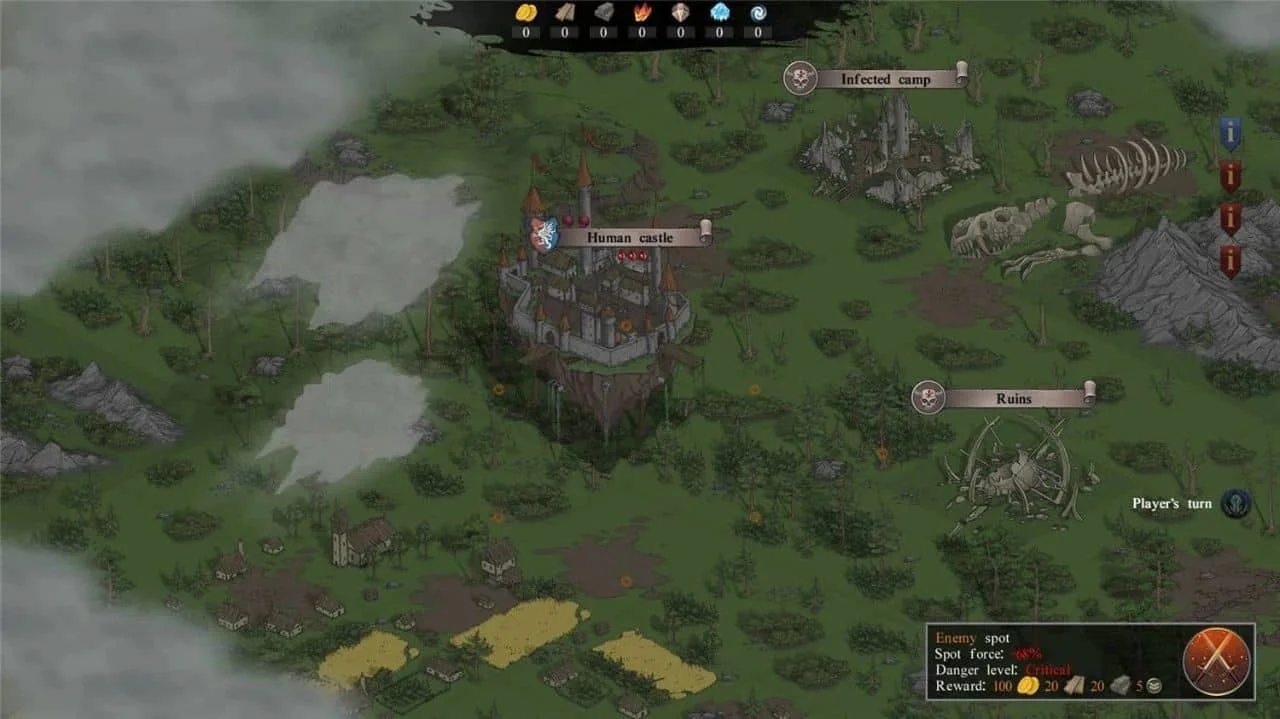 0 0 0 0 0 0 0
Infected camp
Human castle
Ruins
Player's turn
Enemy spot
Spot force: -68%
Danger level: Critical
Reward: 100 20 20 5